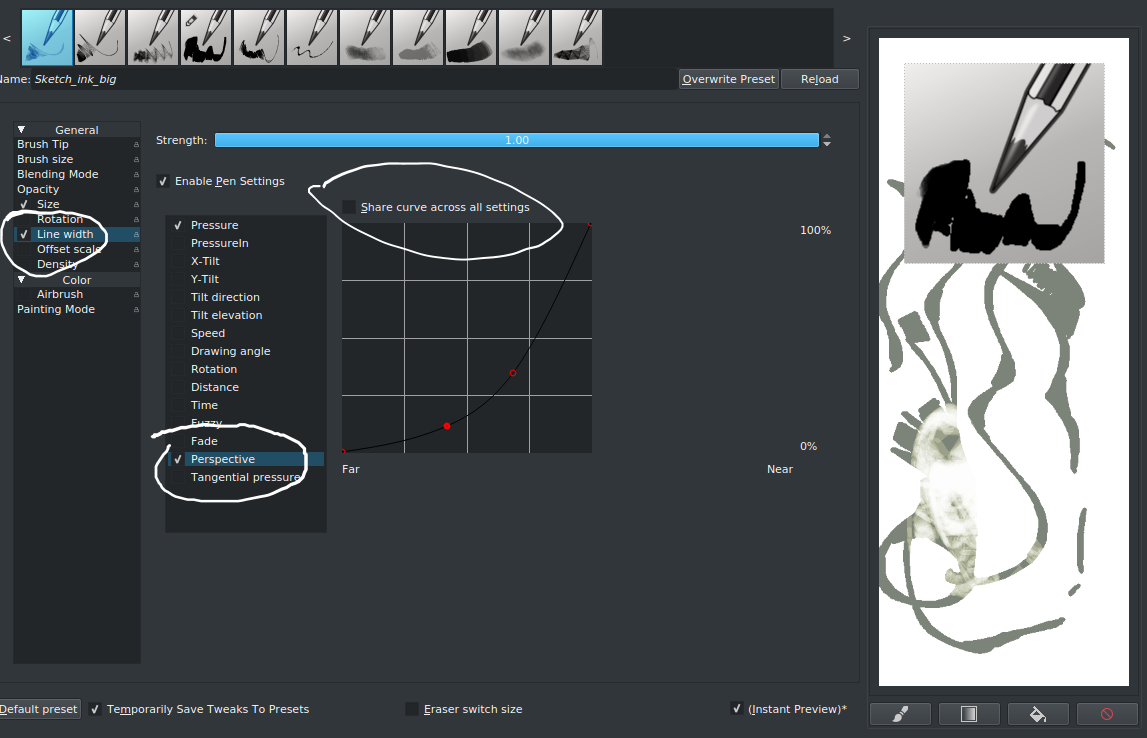 <
>
Name: Sketch_ink_big
Overwrite Preset
Reload
General
Brush Tip
Brush size
Blending Mode
Opacity
Size
Rotation
Line width
Offset scale
Density
Color
Airbrush
Painting Mode
Strength: 1.00
Enable Pen Settings
Pressure
PressureIn
X-Tilt
Y-Tilt
Tilt direction
Tilt elevation
Speed
Drawing angle
Rotation
Distance
Time
Fuzzy
Fade
Perspective
Tangential pressure
Share curve across all settings
100%
0%
Far
Near
Default preset
Temporarily Save Tweaks To Presets
Eraser switch size
(Instant Preview)*